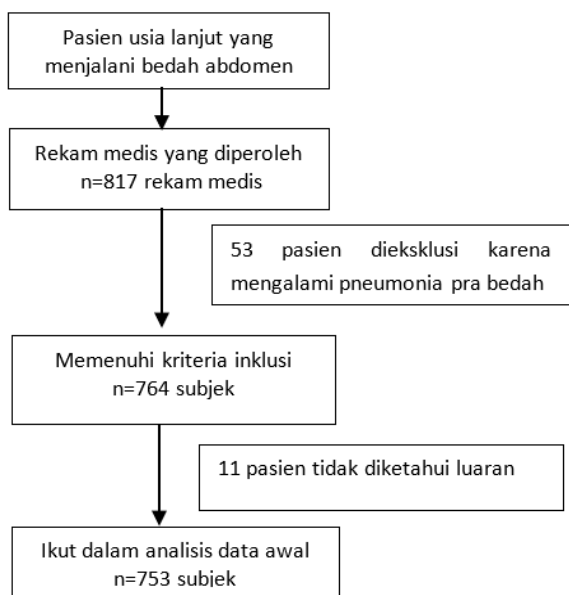 Pasien usia lanjut yang
menjalani bedah abdomen
Rekam medis yang diperoleh
n=817 rekam medis
53 pasien dieksklusi karena
mengalami pneumonia pra bedah
Memenuhi kriteria inklusi
n=764 subjek
11 pasien tidak diketahui luaran
Ikut dalam analisis data awal
n=753 subjek